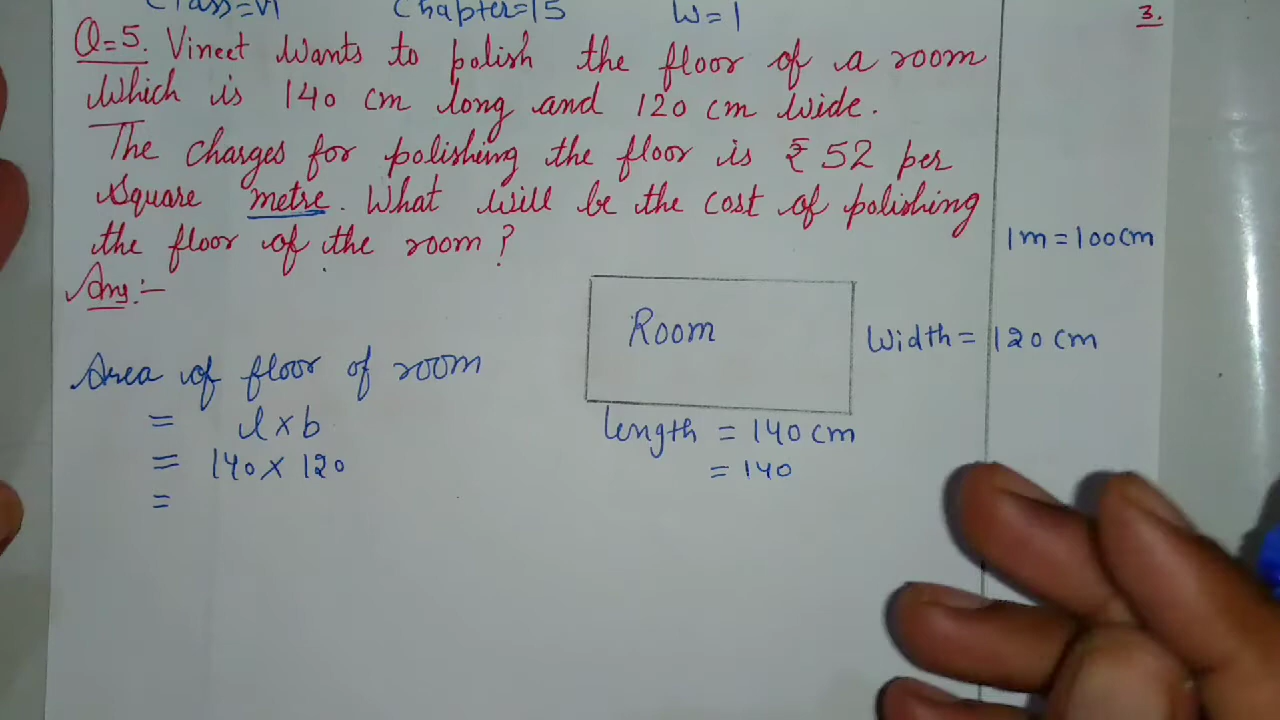 Class=VI Chapter=15 W=1
3.
Q=5. Vineet wants to polish the floor of a room
which is 140 cm long and 120 cm wide.
The charges for polishing the floor is ₹ 52 per
square metre. What will be the cost of polishing
the floor of the room?
1m=100cm
Ans:-
Room
Width = 120 cm
Area of floor of room
= l x b
length = 140 cm
= 140 x 120
= 140
=